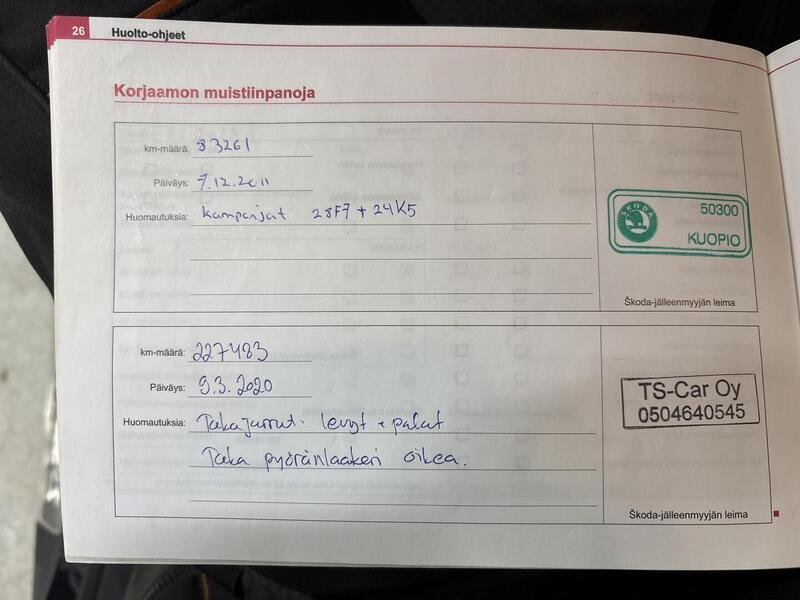 26 Huolto-ohjeet
Korjaamon muistiinpanoja
km-määrä: 83261
Päiväys: 7.12.2011
Huomautuksia: kampanjat 28F7 + 24K5
ŠKODA
50300
KUOPIO
Škoda-jälleenmyyjän leima
km-määrä: 227483
Päiväys: 9.3.2020
Huomautuksia: Takajarrut: levyt + palat
Taka pyöränlaakeri oikea.
TS-Car Oy
0504640545
Škoda-jälleenmyyjän leima